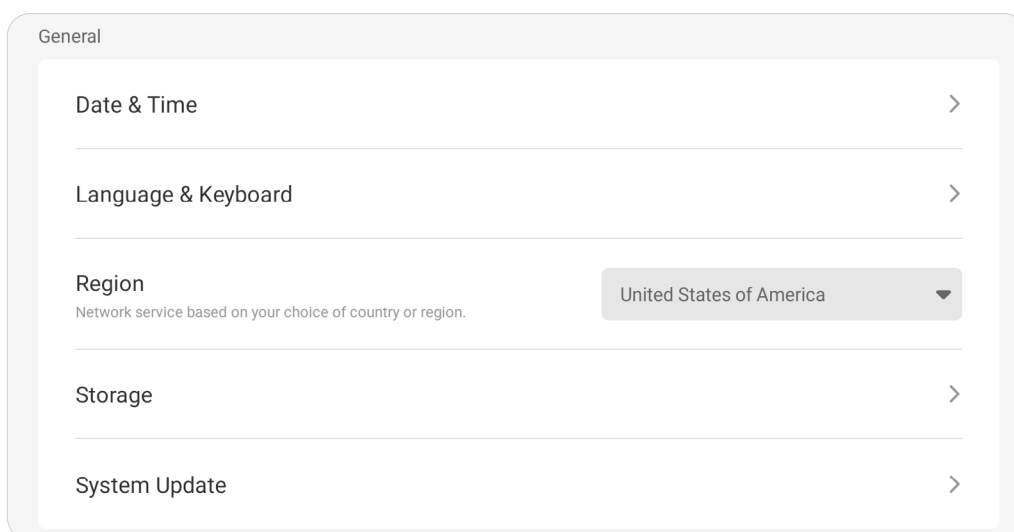 General
Date & Time
Language & Keyboard
Region
United States of America
Network service based on your choice of country or region.
Storage
System Update